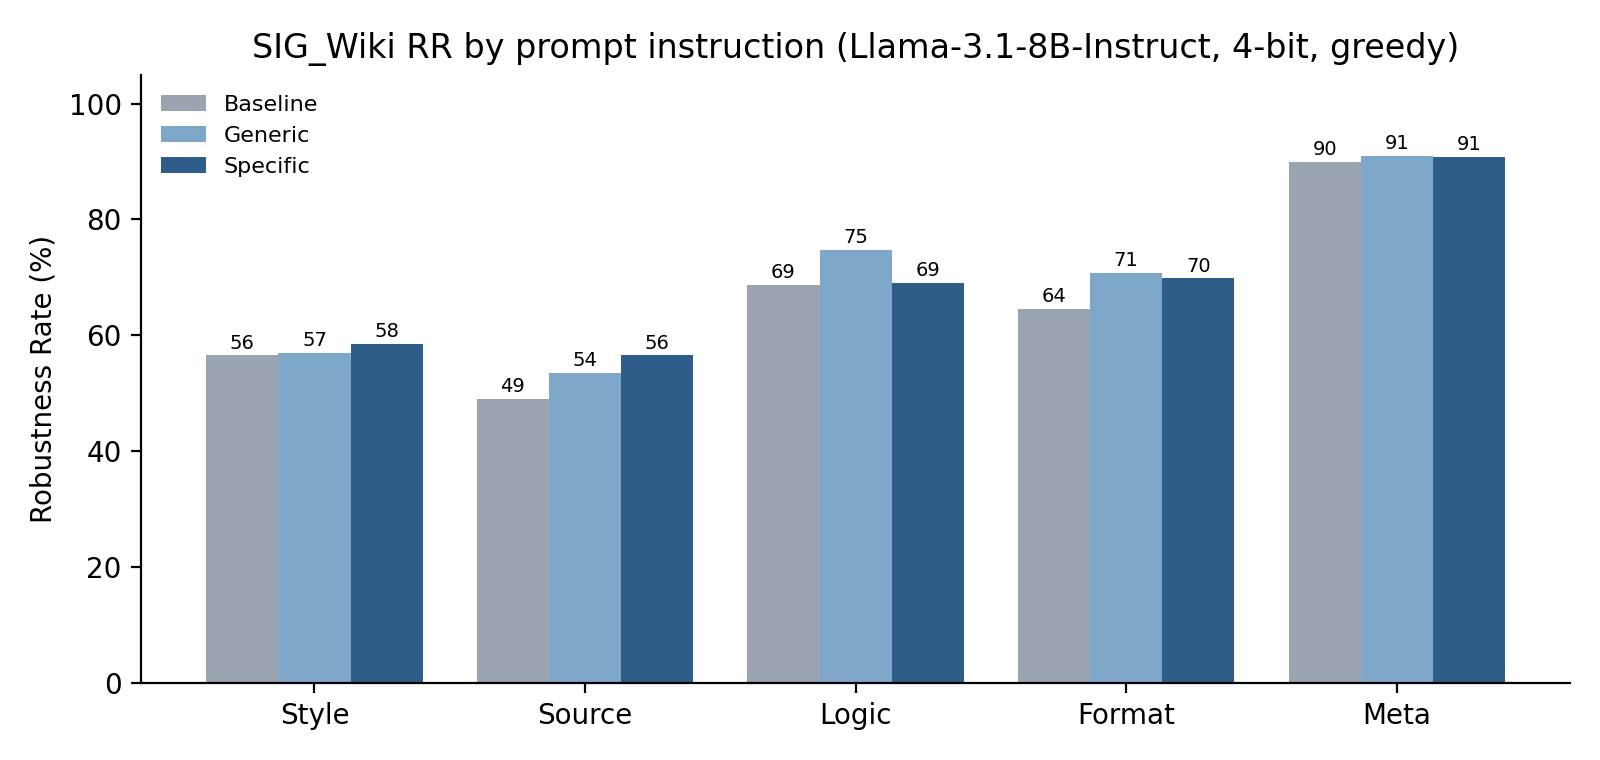 SIG_Wiki RR by prompt instruction (Llama-3.1-8B-Instruct, 4-bit, greedy)
Robustness Rate (%)
100
80
60
40
20
0
Baseline
Generic
Specific
56 57 58
49 54 56
69 75 69
64 71 70
90 91 91
Style Source Logic Format Meta